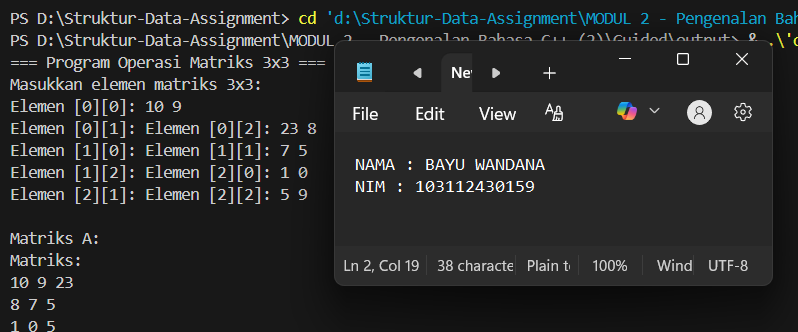 PS D:\Struktur-Data-Assignment> cd 'd:\Struktur-Data-Assignment\MODUL 2 - Pengenalan Bah
PS D:\Struktur-Data-Assignment\MODUL 2 - Pengenalan Bahasa C++ (2)\Guided\output> & .\'c
=== Program Operasi Matriks 3x3 ===
Masukkan elemen matriks 3x3:
Elemen [0][0]: 10 9
Elemen [0][1]: Elemen [0][2]: 23 8
Elemen [1][0]: Elemen [1][1]: 7 5
Elemen [1][2]: Elemen [2][0]: 1 0
Elemen [2][1]: Elemen [2][2]: 5 9
Matriks A:
Matriks:
10 9 23
8 7 5
1 0 5
Nev
File Edit View
NAMA : BAYU WANDANA
NIM : 103112430159
Ln 2, Col 19 38 characte Plain t 100% Wind UTF-8